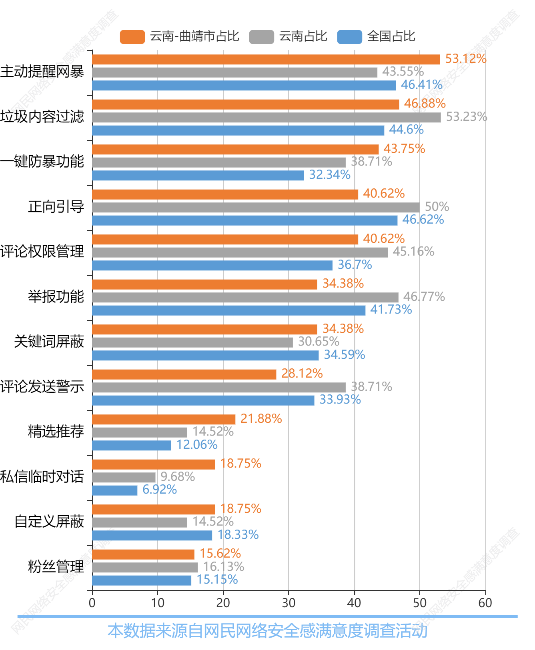 云南-曲靖市占比 云南占比 全国占比
主动提醒网暴 53.12% 43.55% 46.41%
垃圾内容过滤 46.88% 53.23% 44.6%
一键防暴功能 43.75% 38.71% 32.34%
正向引导 40.62% 50% 46.62%
评论权限管理 40.62% 45.16% 36.7%
举报功能 34.38% 46.77% 41.73%
关键词屏蔽 34.38% 30.65% 34.59%
评论发送警示 28.12% 38.71% 33.93%
精选推荐 21.88% 14.52% 12.06%
私信临时对话 18.75% 9.68% 6.92%
自定义屏蔽 18.75% 14.52% 18.33%
粉丝管理 15.62% 16.13% 15.15%
0 10 20 30 40 50 60
本数据来源自网民网络安全感满意度调查活动